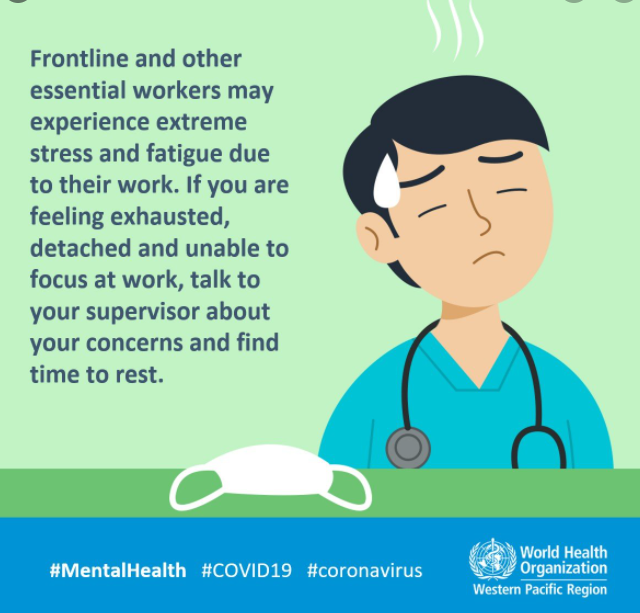 Frontline and other
essential workers may
experience extreme
stress and fatigue due
to their work. If you are
feeling exhausted,
detached and unable to
focus at work, talk to
your supervisor about
your concerns and find
time to rest.
#MentalHealth #COVID19 #coronavirus
World Health
Organization
Western Pacific Region